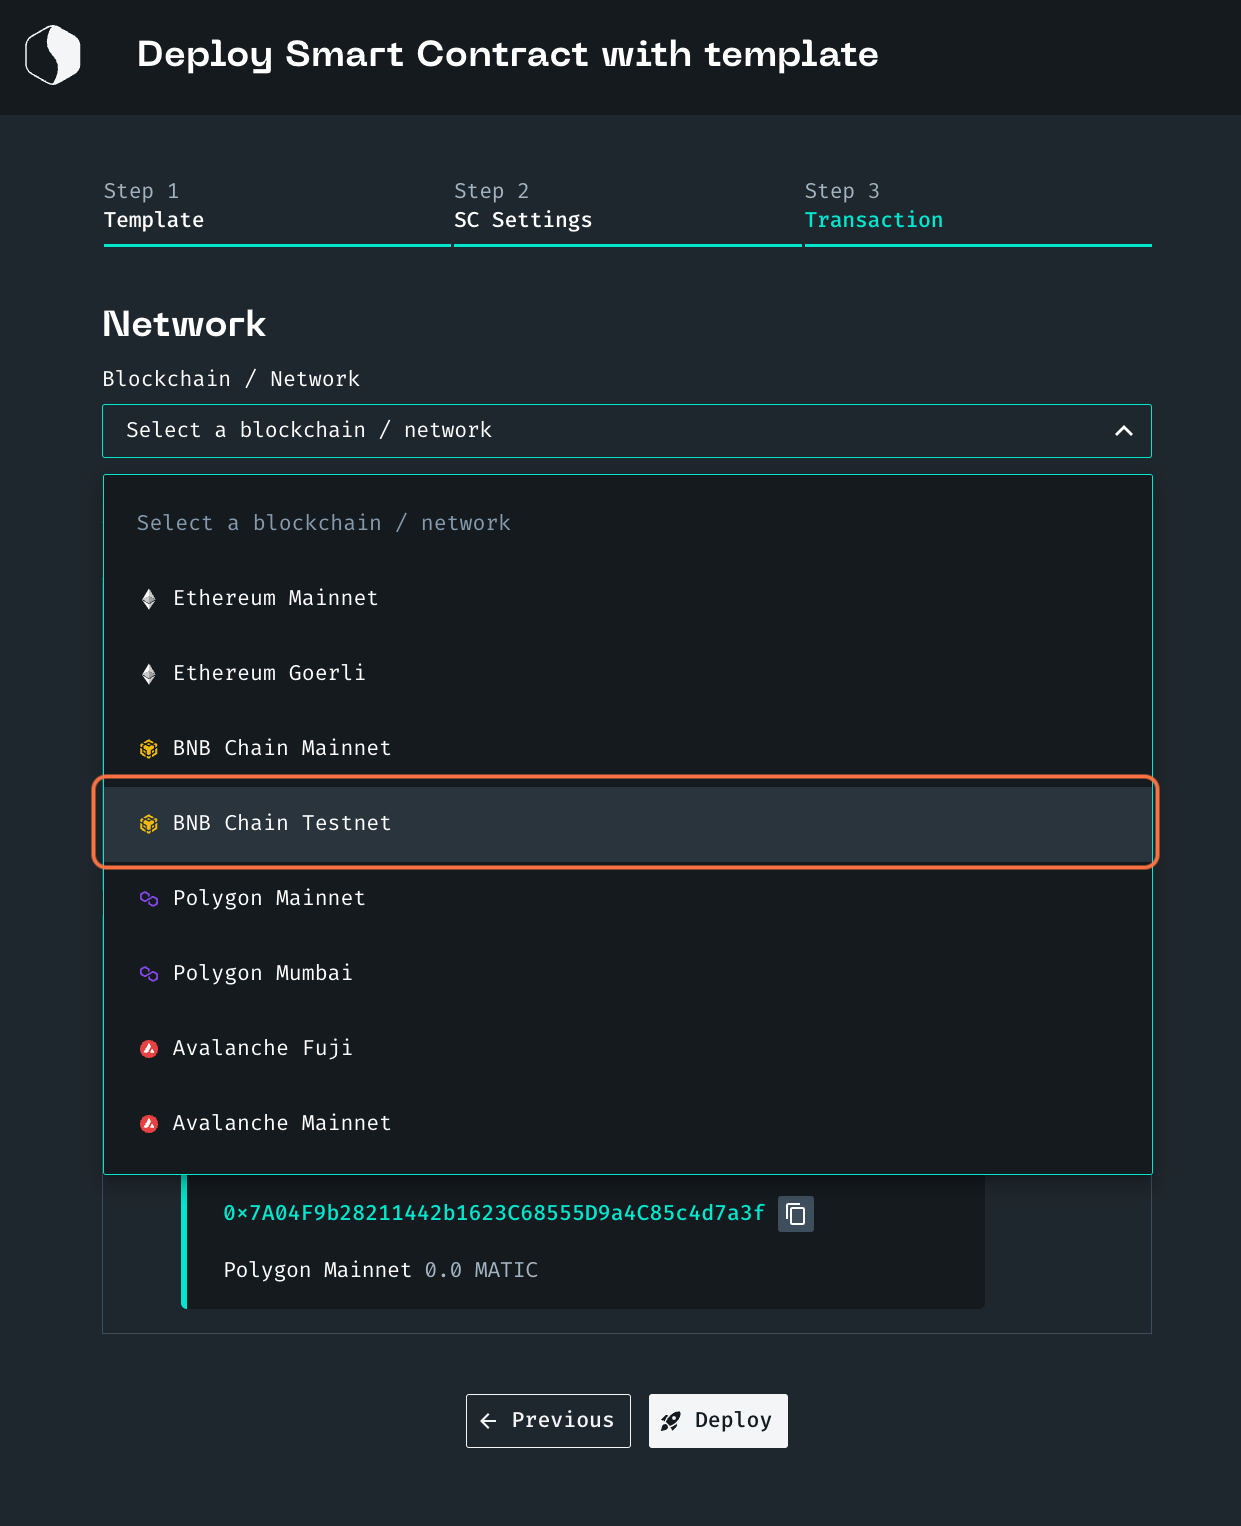 Deploy Smart Contract with template
Step 1
Template
Step 2
SC Settings
Step 3
Transaction
Network
Blockchain / Network
Select a blockchain / network
Select a blockchain / network
Ethereum Mainnet
Ethereum Goerli
BNB Chain Mainnet
BNB Chain Testnet
Polygon Mainnet
Polygon Mumbai
Avalanche Fuji
Avalanche Mainnet
0x7A04F9b28211442b1623C68555D9a4C85c4d7a3f
Polygon Mainnet 0.0 MATIC
Previous
Deploy